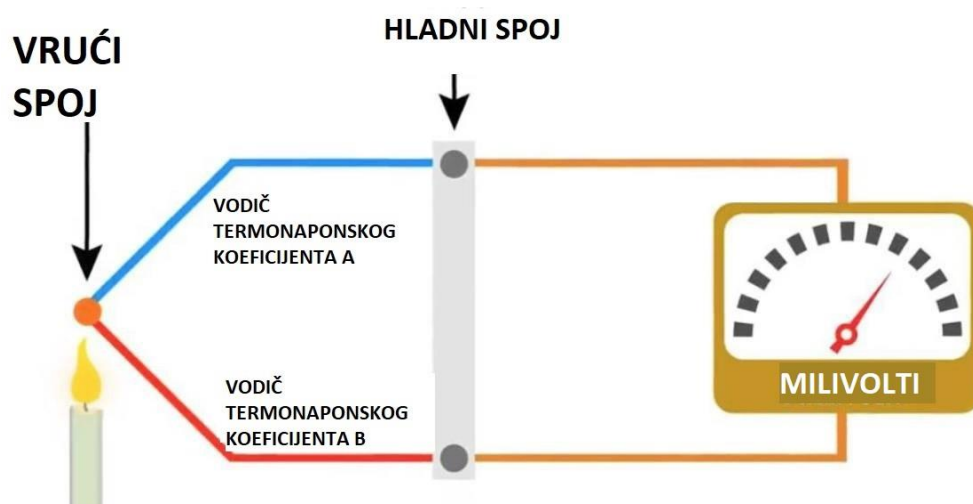 VRUĆI
SPOJ
HLADNI SPOJ
VODIČ
TERMONAPONSKOG
KOEFICIJENTA A
VODIČ
TERMONAPONSKOG
KOEFICIJENTA B
MILIVOLTI